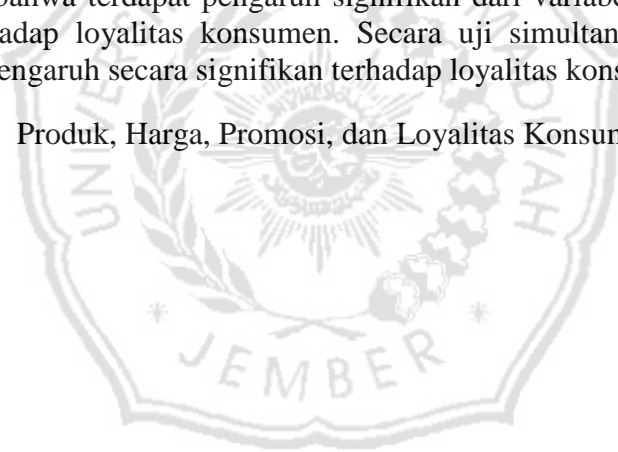 bahwa terdapat pengaruh signifikan dari variabe
adap loyalitas konsumen. Secara uji simultan
engaruh secara signifikan terhadap loyalitas kons
Produk, Harga, Promosi, dan Loyalitas Konsu
JEMBER